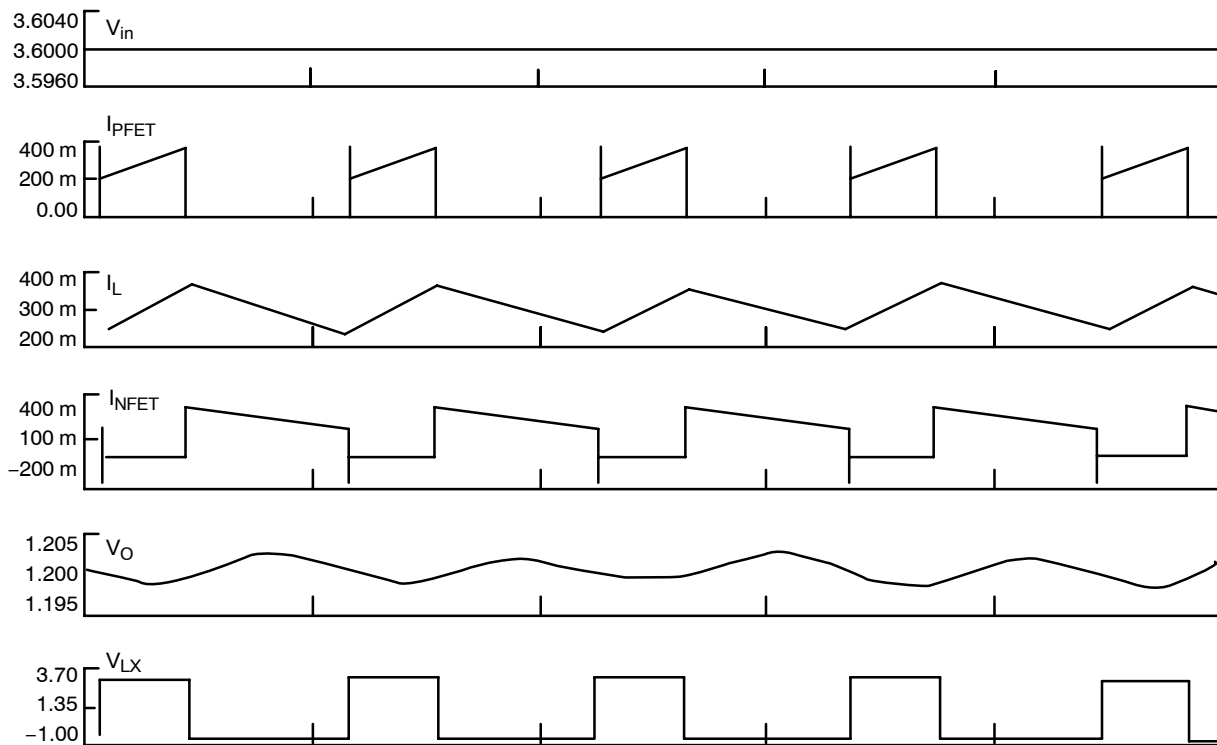 3.6040
V_in
3.6000
3.5960
I_PFET
400 m
200 m
0.00
400 m
I_L
300 m
200 m
I_NFET
400 m
100 m
−200 m
1.205
V_O
1.200
1.195
V_LX
3.70
1.35
−1.00